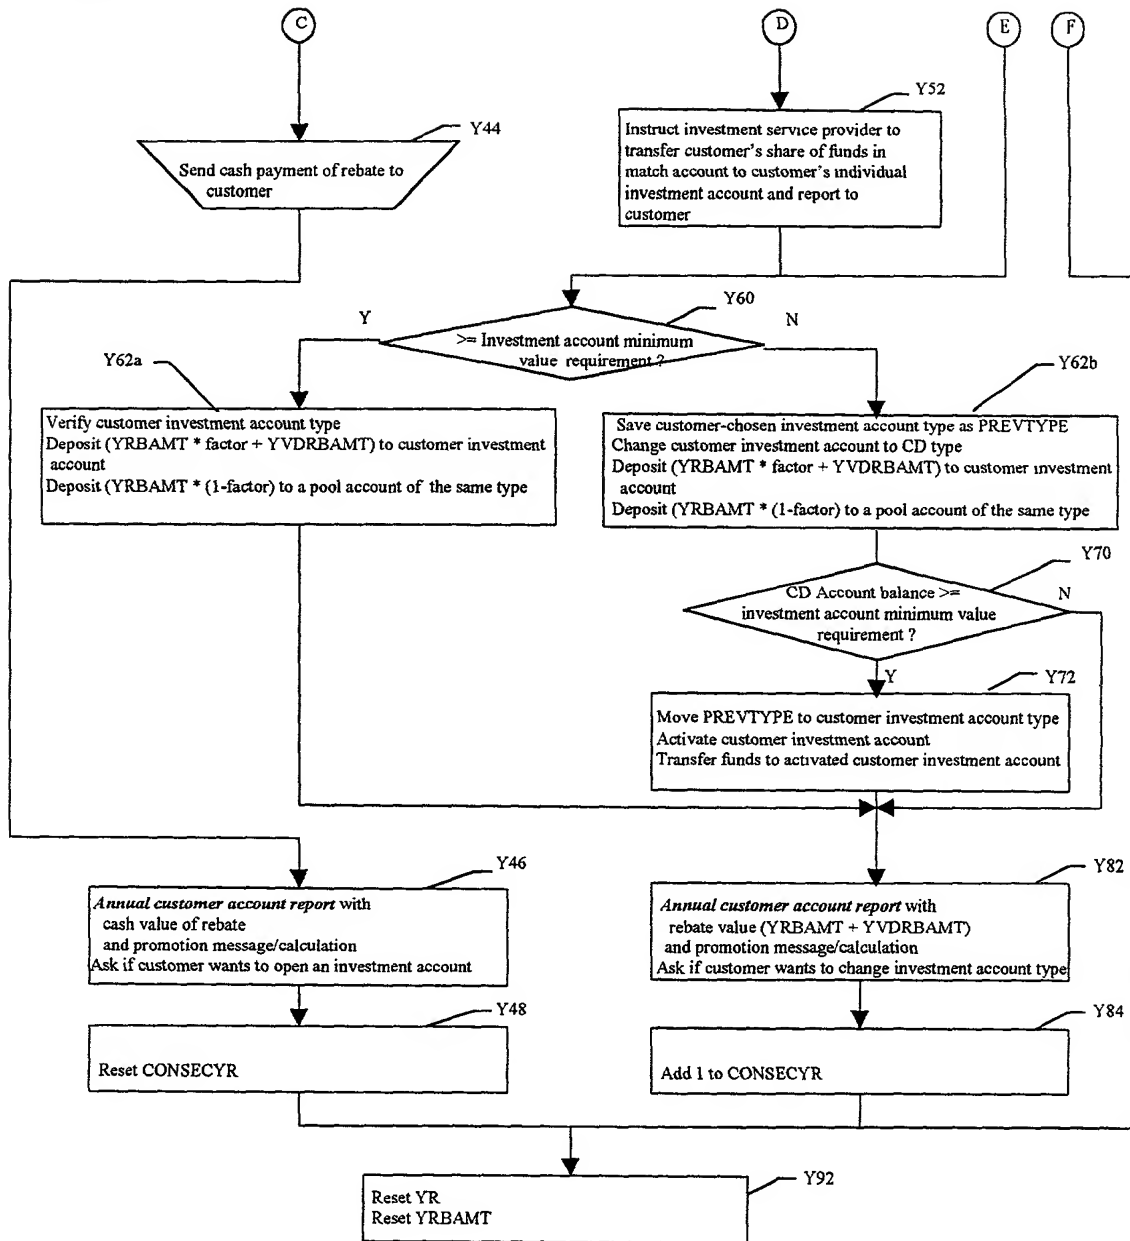 C
D
E
F
Y44
Send cash payment of rebate to
customer
Y52
Instruct investment service provider to
transfer customer's share of funds in
match account to customer's individual
investment account and report to
customer
Y60
Y
N
>= Investment account minimum
value requirement ?
Y62a
Verify customer investment account type
Deposit (YRBAMT * factor + YVDRBAMT) to customer investment
account
Deposit (YRBAMT * (1-factor) to a pool account of the same type
Y62b
Save customer-chosen investment account type as PREVTYPE
Change customer investment account to CD type
Deposit (YRBAMT * factor + YVDRBAMT) to customer investment
account
Deposit (YRBAMT * (1-factor) to a pool account of the same type
Y70
CD Account balance >=
investment account minimum value
requirement ?
N
Y
Y72
Move PREVTYPE to customer investment account type
Activate customer investment account
Transfer funds to activated customer investment account
Y46
Annual customer account report with
cash value of rebate
and promotion message/calculation
Ask if customer wants to open an investment account
Y82
Annual customer account report with
rebate value (YRBAMT + YVDRBAMT)
and promotion message/calculation
Ask if customer wants to change investment account type
Y48
Reset CONSECYR
Y84
Add 1 to CONSECYR
Y92
Reset YR
Reset YRBAMT